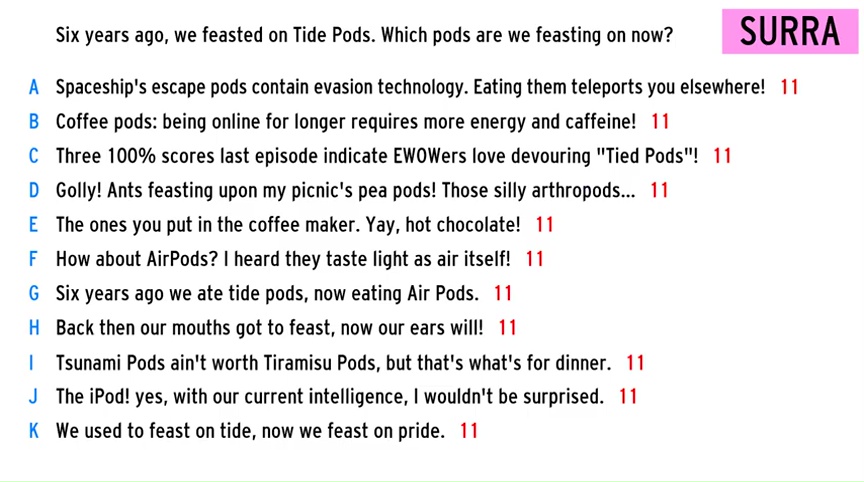 Six years ago, we feasted on Tide Pods. Which pods are we feasting on now?
SURRA
A Spaceship's escape pods contain evasion technology. Eating them teleports you elsewhere! 11
B Coffee pods: being online for longer requires more energy and caffeine! 11
C Three 100% scores last episode indicate EWOWers love devouring "Tied Pods"! 11
D Golly! Ants feasting upon my picnic's pea pods! Those silly arthropods... 11
E The ones you put in the coffee maker. Yay, hot chocolate! 11
F How about AirPods? I heard they taste light as air itself! 11
G Six years ago we ate tide pods, now eating Air Pods. 11
H Back then our mouths got to feast, now our ears will! 11
I Tsunami Pods ain't worth Tiramisu Pods, but that's what's for dinner. 11
J The iPod! yes, with our current intelligence, I wouldn't be surprised. 11
K We used to feast on tide, now we feast on pride. 11